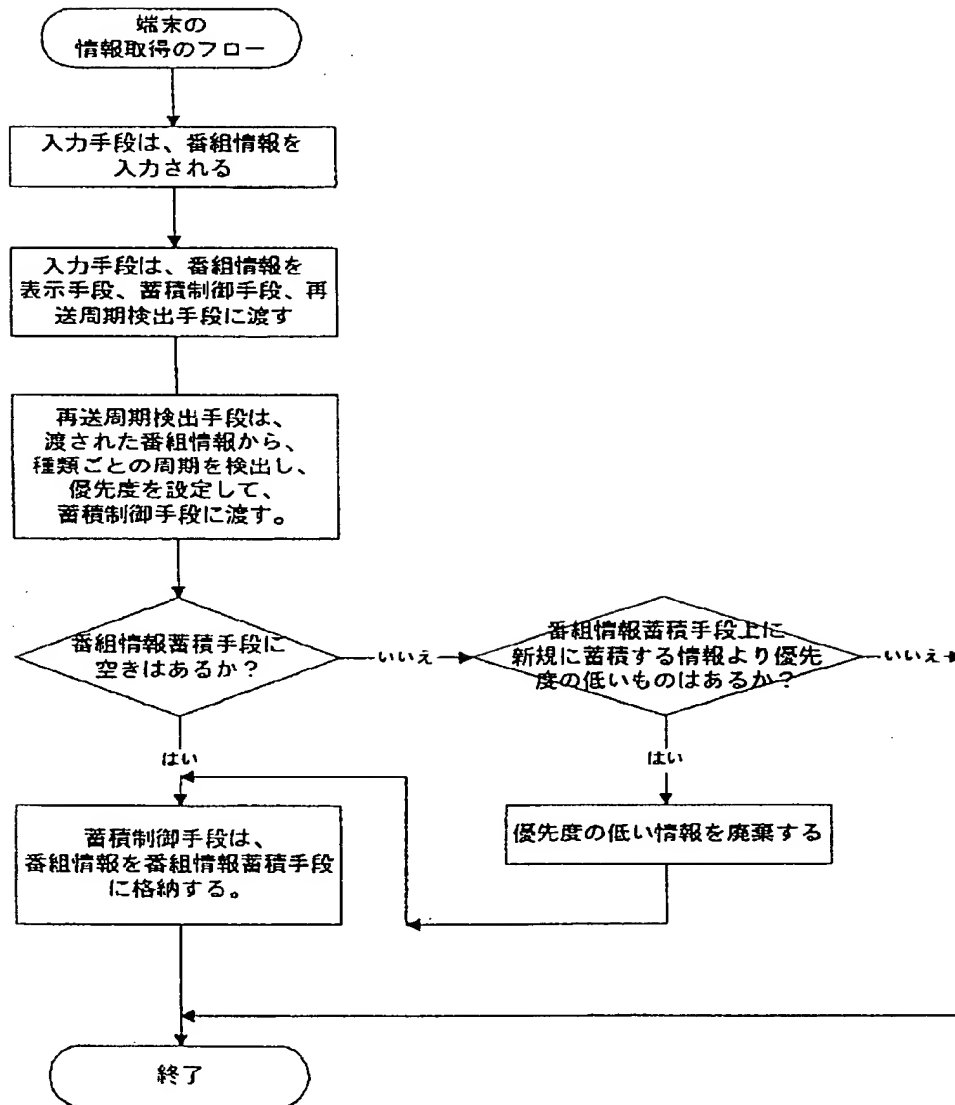 端末の
情報取得のフロー
入力手段は、番組情報を
入力される
入力手段は、番組情報を
表示手段、蓄積制御手段、再
送周期検出手段に渡す
再送周期検出手段は、
渡された番組情報から、
種類ごとの周期を検出し、
優先度を設定して、
蓄積制御手段に渡す。
番組情報蓄積手段に
空きはあるか?
いいえ
番組情報蓄積手段上に
新規に蓄積する情報より優先
度の低いものはあるか?
いいえ
はい
はい
蓄積制御手段は、
番組情報を番組情報蓄積手段
に格納する。
優先度の低い情報を廃棄する
終了